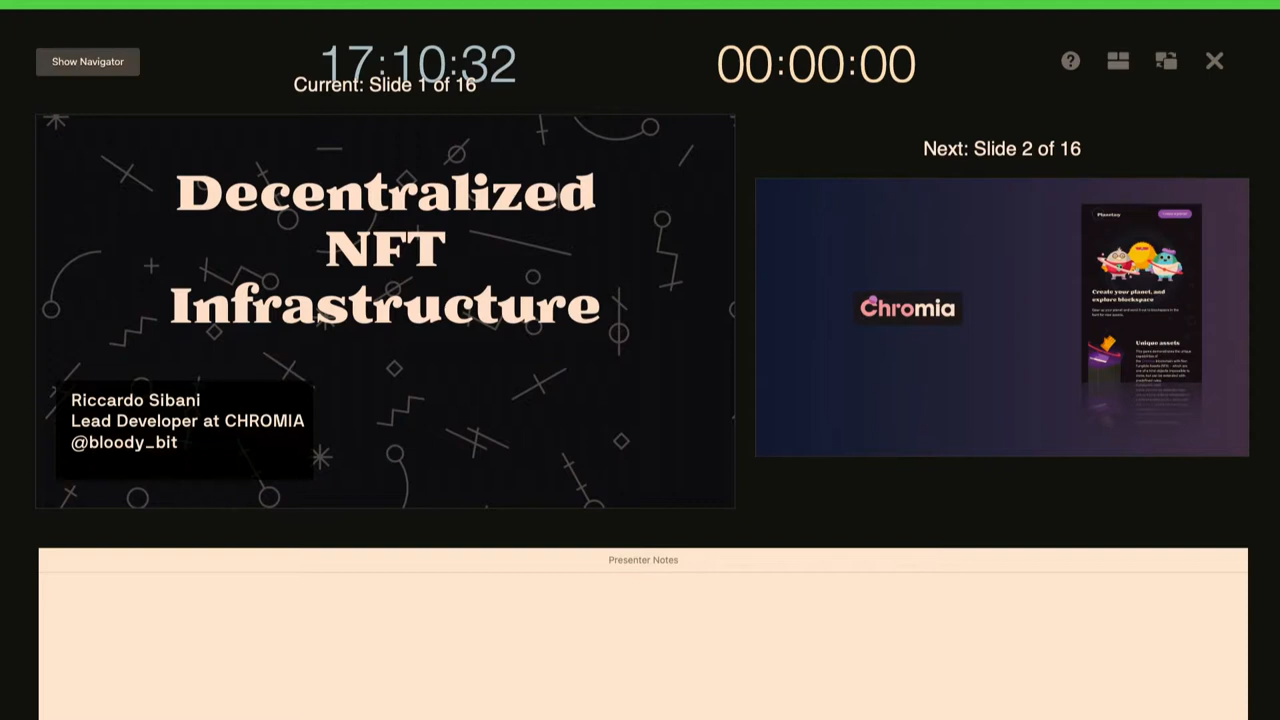 Show Navigator
17:10:32
00:00:00
Current: Slide 1 of 16
Next: Slide 2 of 16
Decentralized
NFT
Infrastructure
Riccardo Sibani
Lead Developer at CHROMIA
@bloody_bit
Chromia
Planetsy
Create your planet, and
explore blockspace
Unique assets
Presenter Notes